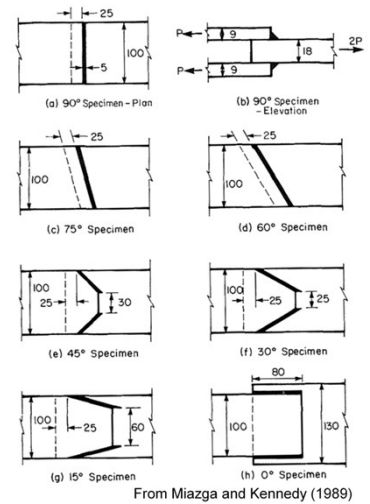 25
100
5
(a) 90° Specimen-Plan
P
9
18
2P
P
9
(b) 90° Specimen
-Elevation
25
100
(c) 75° Specimen
25
100
(d) 60° Specimen
100
25
30
(e) 45° Specimen
100
25
25
(f) 30° Specimen
100
25
60
(g) 15° Specimen
80
100
130
(h) 0° Specimen
From Miazga and Kennedy (1989)